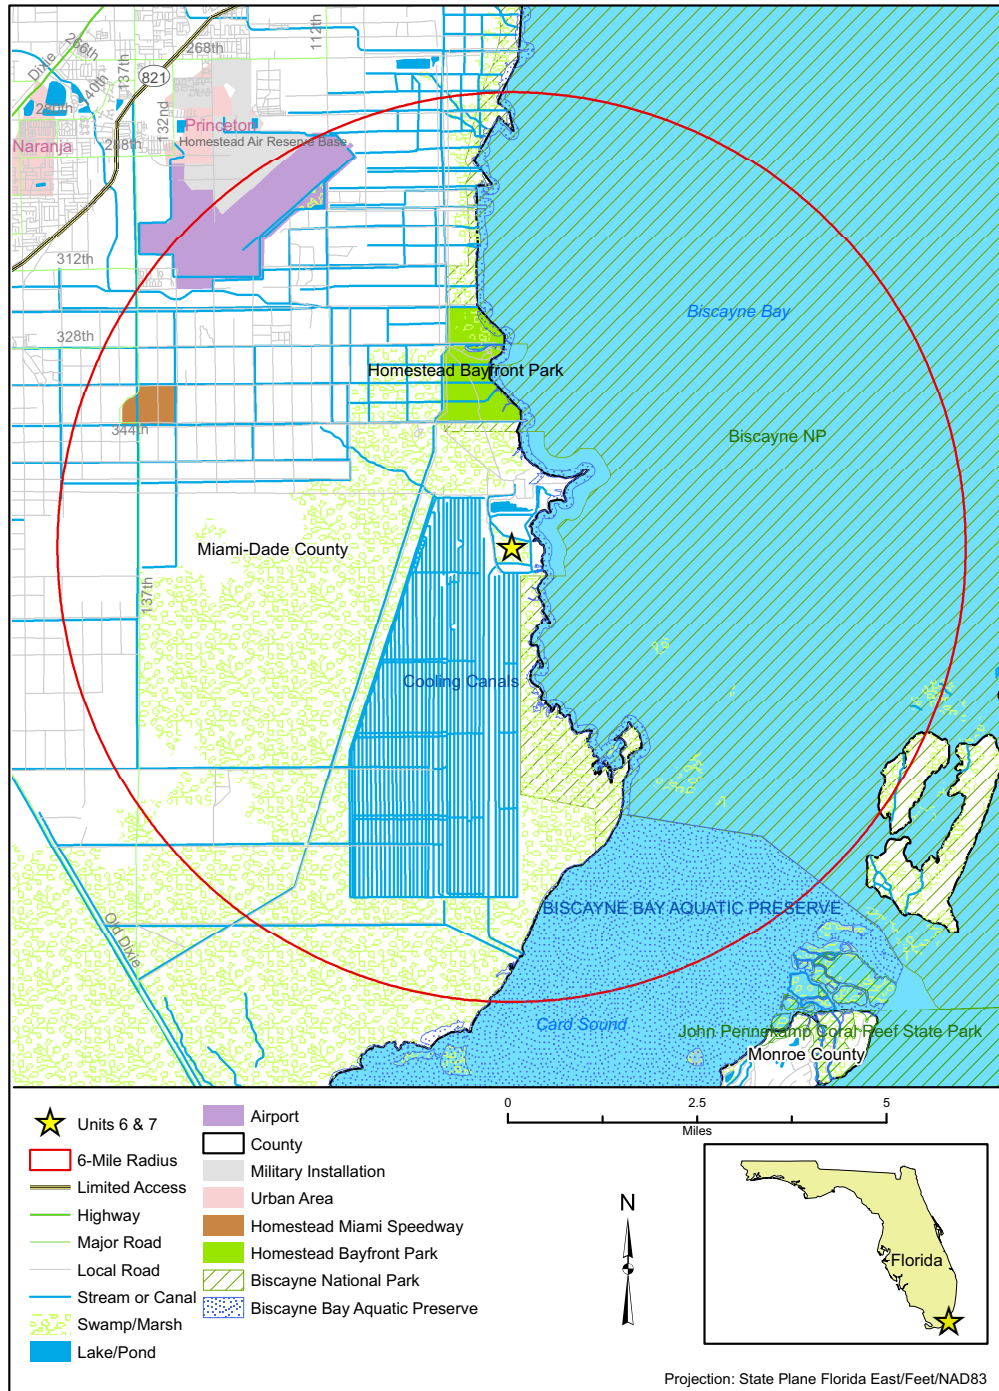 112th
268th
266th
Dixie
137th
821
140th
280th
132nd
Princeton
Homestead Air Reserve Base
288th
Naranja
312th
Biscayne Bay
328th
Homestead Bayfront Park
344th
Biscayne NP
Miami-Dade County
137th
Cooling Canals
BISCAYNE BAY AQUATIC PRESERVE
Old Dixie
Card Sound
John Pennekamp Coral Reef State Park
Monroe County
Units 6 & 7
6-Mile Radius
Limited Access
Highway
Major Road
Local Road
Stream or Canal
Swamp/Marsh
Lake/Pond
Airport
County
Military Installation
Urban Area
Homestead Miami Speedway
Homestead Bayfront Park
Biscayne National Park
Biscayne Bay Aquatic Preserve
0 2.5 5
Miles
N
Florida
Projection: State Plane Florida East/Feet/NAD83